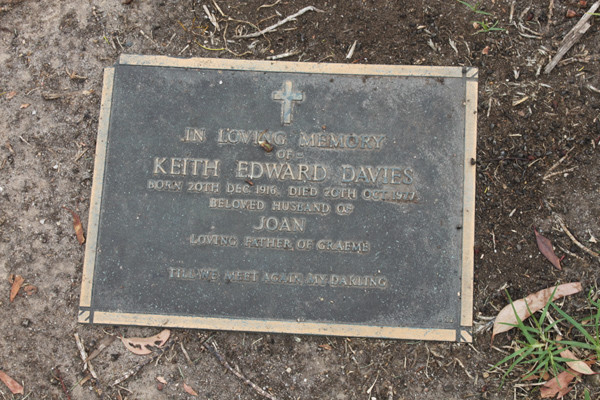 IN LOVING MEMORY
OF
KEITH EDWARD DAVIES
BORN 20TH DEC 1916, DIED 20TH OCT
BELOVED HUSBAND OF
JOAN
LOVING FATHER OF GRAEME
TILL WE MEET AGAIN MY DARLING